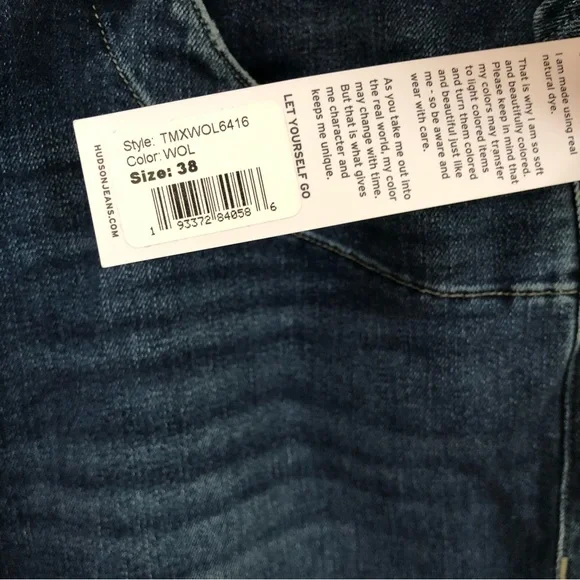 Style: TMXWOL6416
Color: WOL
Size: 38
1 93372 84058 6
HUDSONJEANS.COM
LET YOURSELF GO
I am made using real
natural dye.
That is why I am so soft
and beautifully colored.
Please keep in mind that
my colors may transfer
to light colored items
and turn them colored
and beautiful just like
me - so be aware and
wear with care.
As you take me out into
the real world, my color
may change with time.
But that is what gives
me character and
keeps me unique.